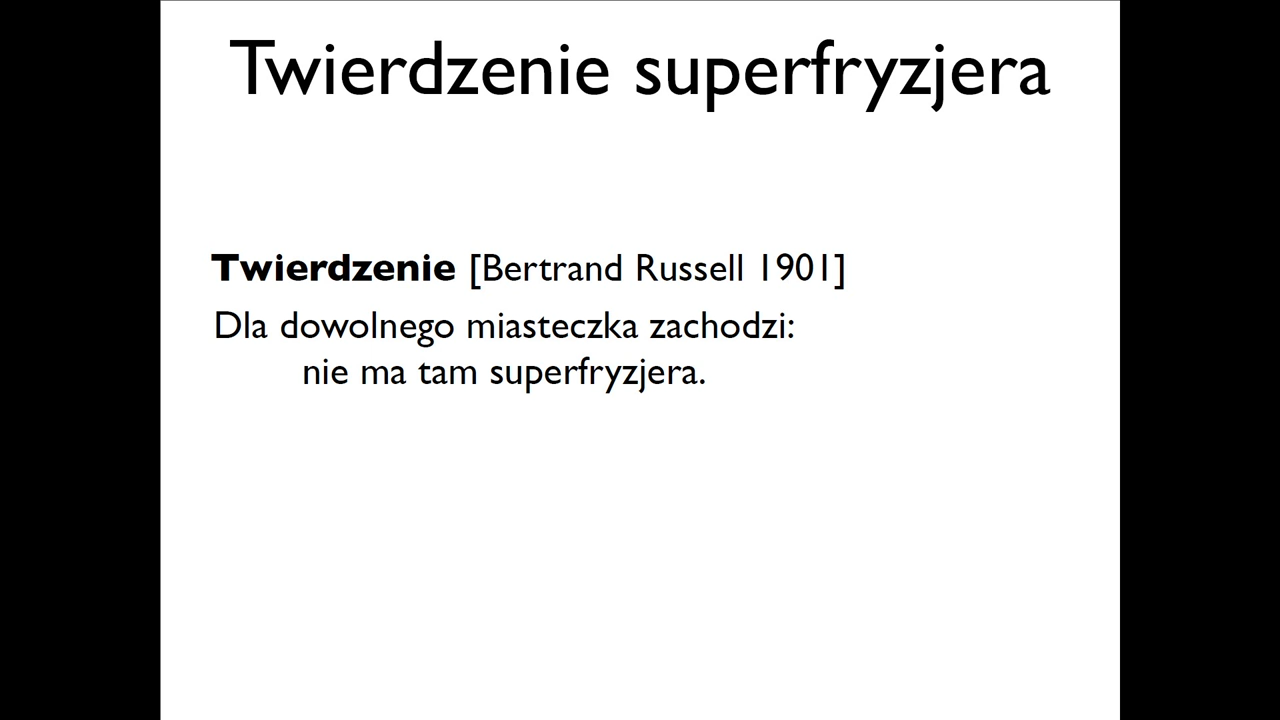 Twierdzenie superfryzjera
Twierdzenie [Bertrand Russell 1901]
Dla dowolnego miasteczka zachodzi:
nie ma tam superfryzjera.